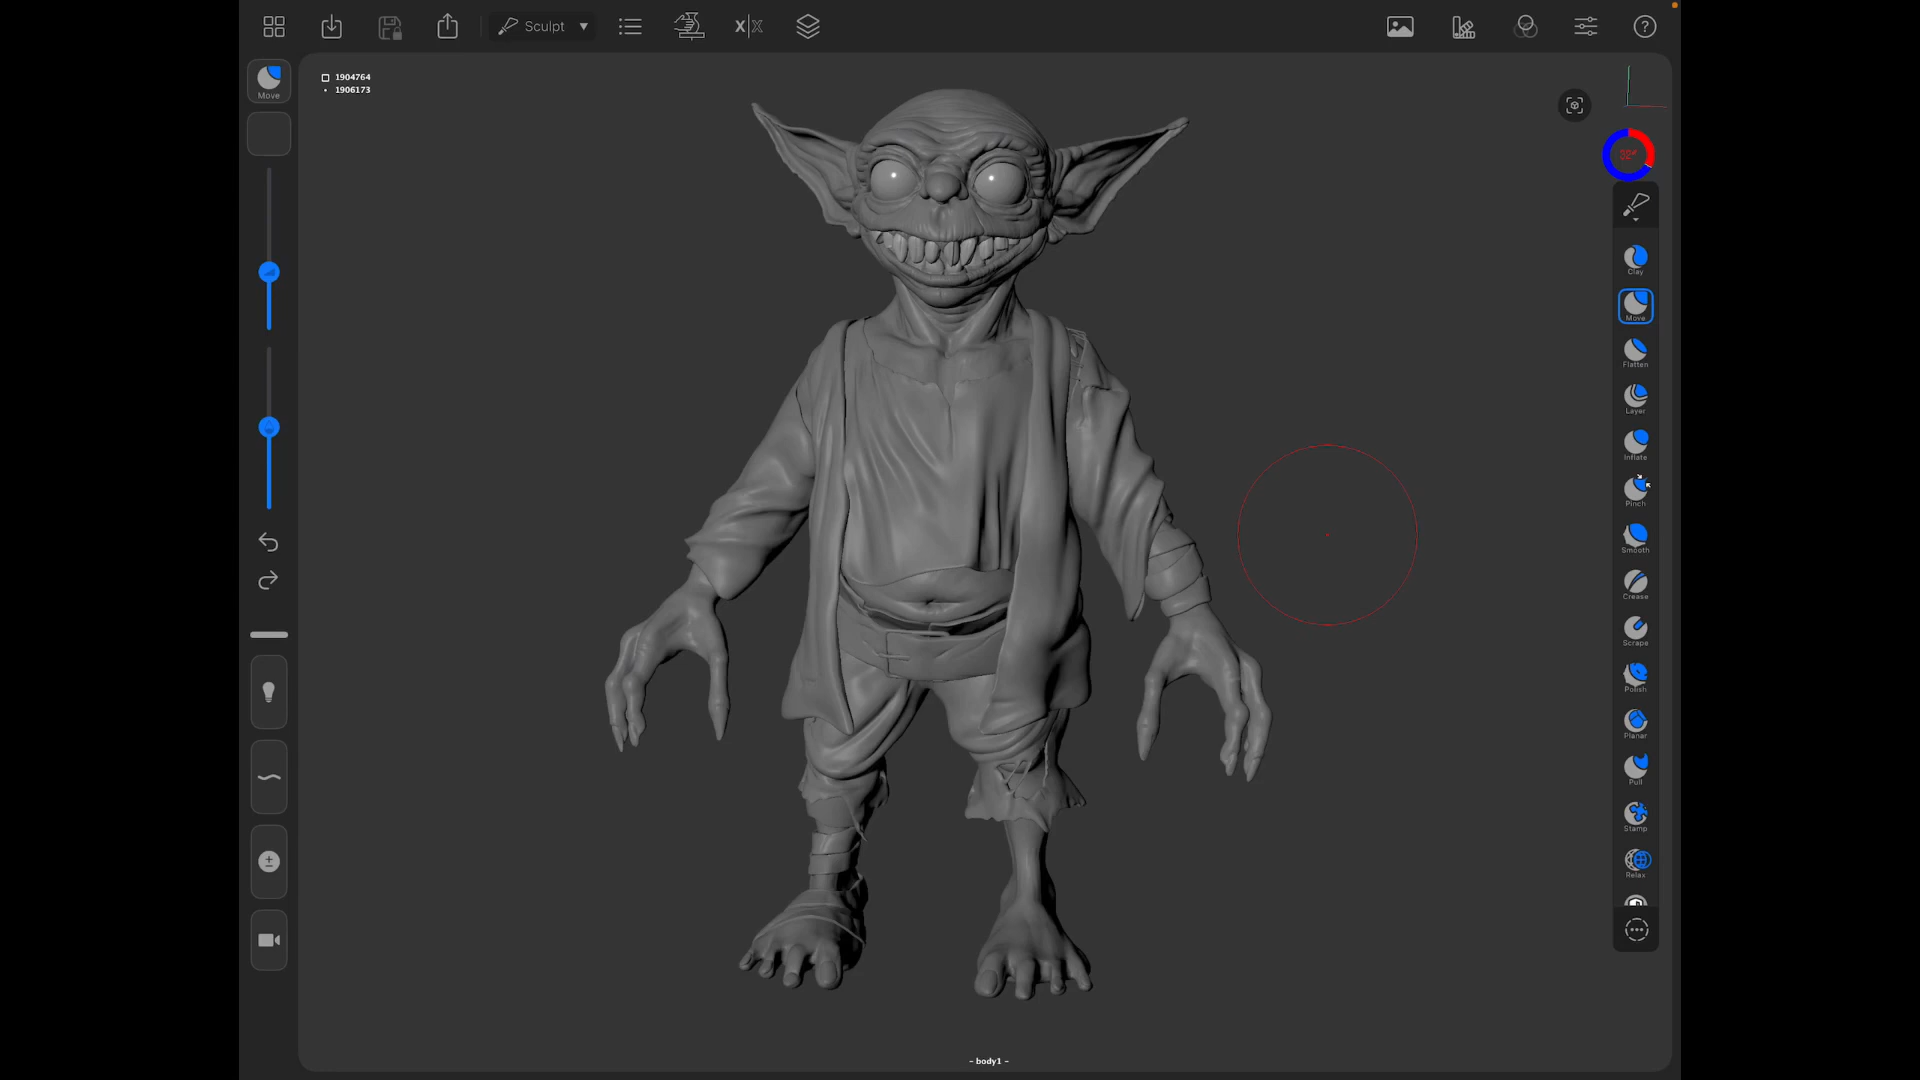 Sculpt
X|X
Move
1904764
1906173
32°
Clay
Move
Flatten
Layer
Inflate
Pinch
Smooth
Crease
Scrape
Polish
Planar
Pull
Stamp
Relax
- body1 -